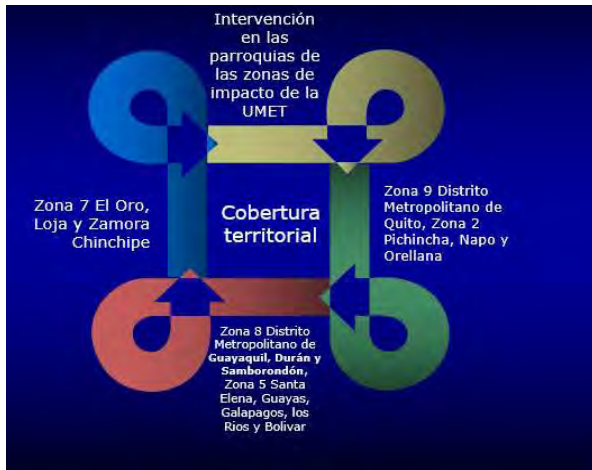 Intervención
en las
parroquias de
las zonas de
impacto de la
UMET
Zona 7 El Oro,
Loja y Zamora
Chinchipe
Cobertura
territorial
Zona 9 Distrito
Metropolitano de
Quito, Zona 2
Pichincha, Napo y
Orellana
Zona 8 Distrito
Metropolitano de
Guayaquil, Durán y
Samborondón,
Zona 5 Santa
Elena, Guayas,
Galapagos, los
Rios y Bolivar